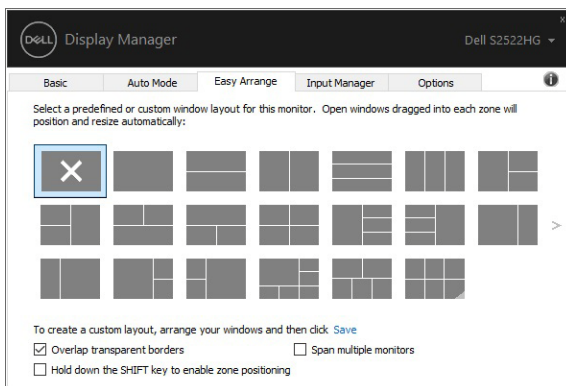 DELL Display Manager Dell S2522HG
Basic Auto Mode Easy Arrange Input Manager Options
Select a predefined or custom window layout for this monitor. Open windows dragged into each zone will
position and resize automatically:
To create a custom layout, arrange your windows and then click Save
Overlap transparent borders Span multiple monitors
Hold down the SHIFT key to enable zone positioning